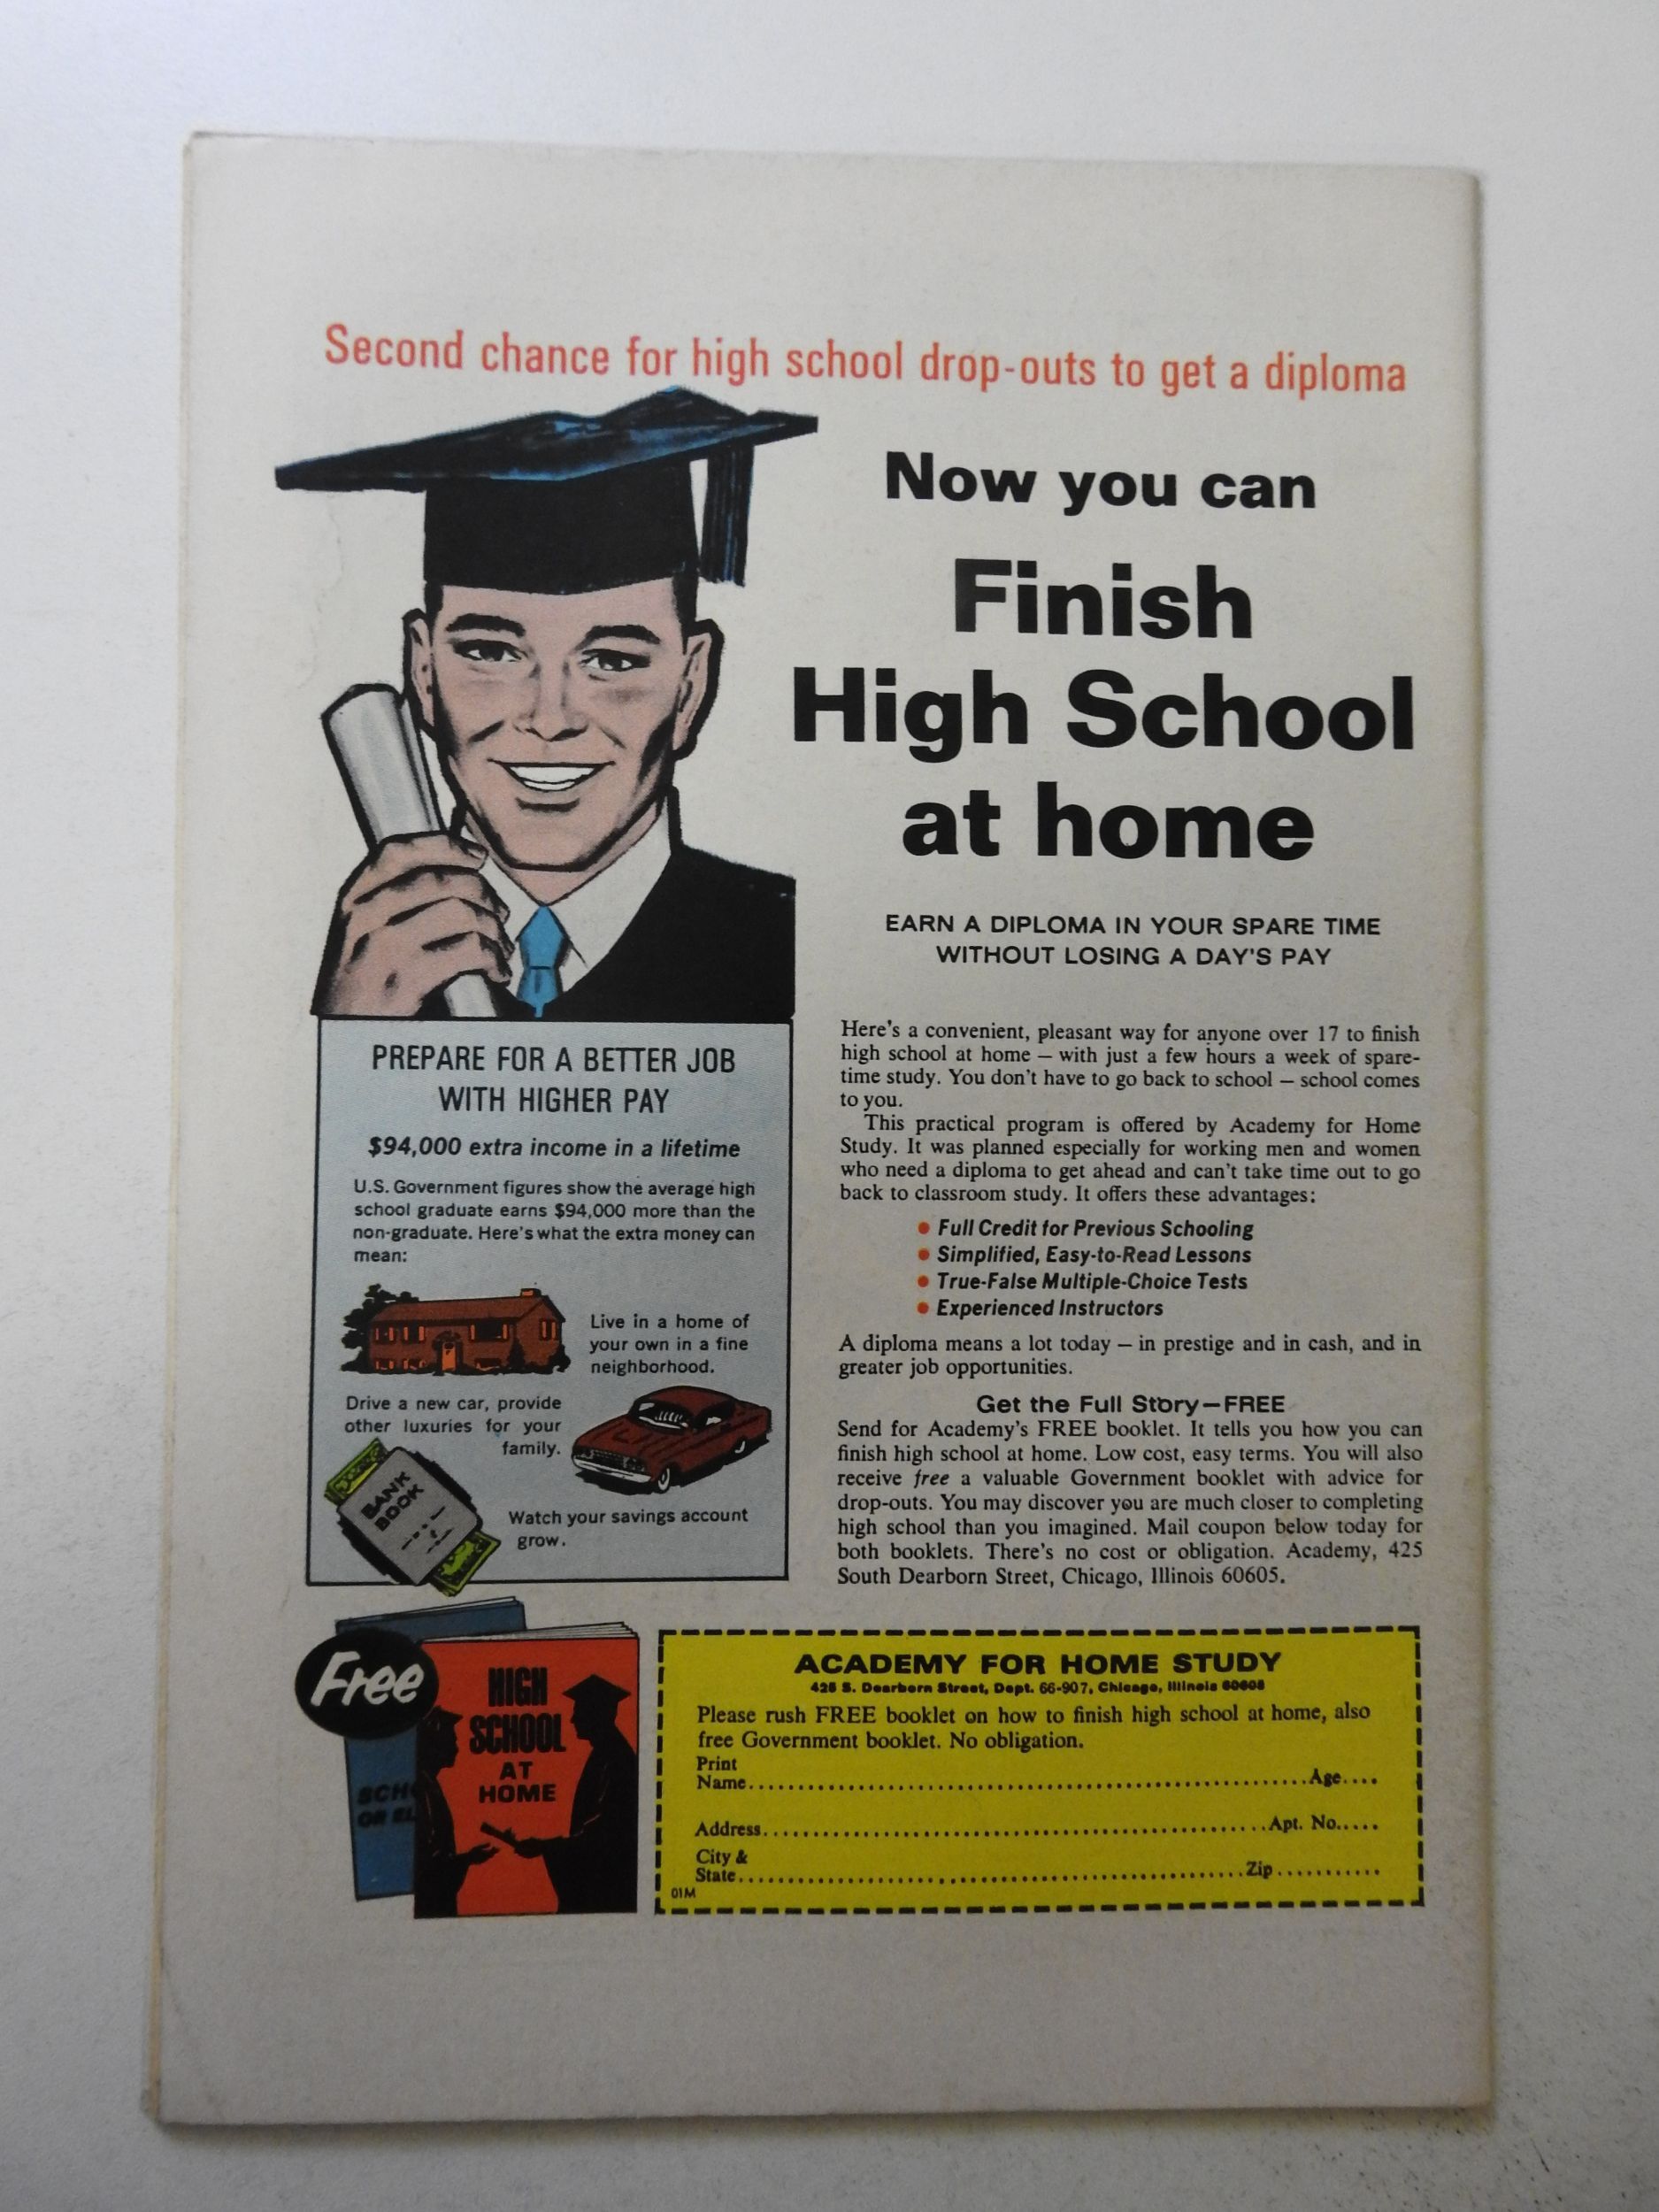 Second chance for high school drop-outs to get a diploma
Now you can
Finish
High School
at home
EARN A DIPLOMA IN YOUR SPARE TIME
WITHOUT LOSING A DAY'S PAY
PREPARE FOR A BETTER JOB
WITH HIGHER PAY
$94,000 extra income in a lifetime
U.S. Government figures show the average high
school graduate earns $94,000 more than the
non-graduate. Here's what the extra money can
mean:
Live in a home of
your own in a fine
neighborhood.
Drive a new car, provide
other luxuries for your
family.
BANK
BOOK
Watch your savings account
grow.
Here's a convenient, pleasant way for anyone over 17 to finish
high school at home — with just a few hours a week of spare-
time study. You don't have to go back to school — school comes
to you.
This practical program is offered by Academy for Home
Study. It was planned especially for working men and women
who need a diploma to get ahead and can't take time out to go
back to classroom study. It offers these advantages:
• Full Credit for Previous Schooling
• Simplified, Easy-to-Read Lessons
• True-False Multiple-Choice Tests
• Experienced Instructors
A diploma means a lot today — in prestige and in cash, and in
greater job opportunities.
Get the Full Story—FREE
Send for Academy's FREE booklet. It tells you how you can
finish high school at home. Low cost, easy terms. You will also
receive free a valuable Government booklet with advice for
drop-outs. You may discover you are much closer to completing
high school than you imagined. Mail coupon below today for
both booklets. There's no cost or obligation. Academy, 425
South Dearborn Street, Chicago, Illinois 60605.
Free
HIGH
SCHOOL
AT
HOME
SCHO
OR EL
ACADEMY FOR HOME STUDY
425 S. Dearborn Street, Dept. 66-907, Chicago, Illinois 60605
Please rush FREE booklet on how to finish high school at home, also
free Government booklet. No obligation.
Print
Name.....Age....
Address.....Apt. No.....
City &
State.....Zip...........
01M